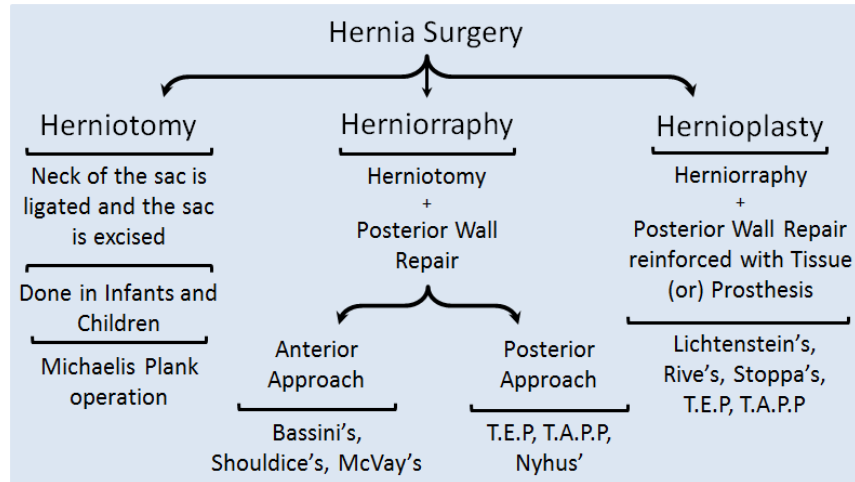 Hernia Surgery
Herniotomy
Neck of the sac is
ligated and the sac
is excised
Done in Infants and
Children
Michaelis Plank
operation
Herniorraphy
Herniotomy
+
Posterior Wall
Repair
Anterior
Approach
Bassini's,
Shouldice's, McVay's
Posterior
Approach
T.E.P, T.A.P.P,
Nyhus'
Hernioplasty
Herniorraphy
+
Posterior Wall Repair
reinforced with Tissue
(or) Prosthesis
Lichtenstein's,
Rive's, Stoppa's,
T.E.P, T.A.P.P